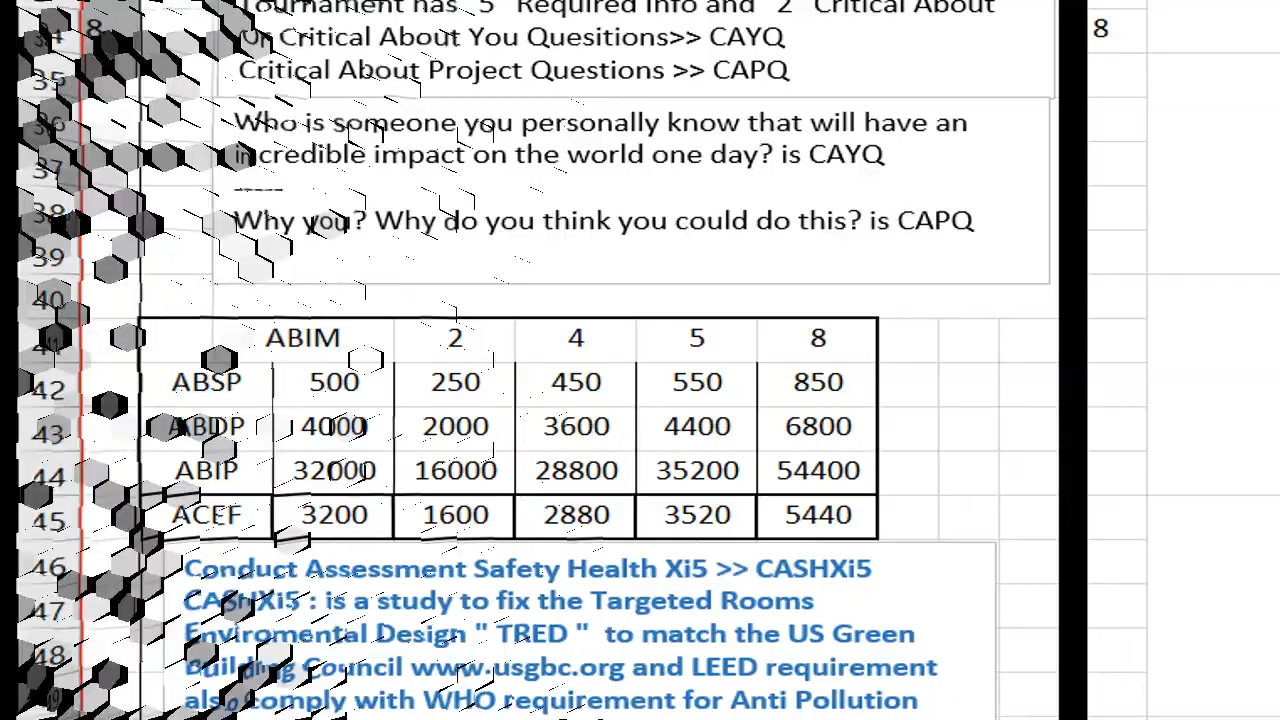 Tournament has "5" Required Info and "2" Critical About
34 8 Or Critical About You Quesitions>> CAYQ 8
35 Critical About Project Questions >> CAPQ
36 Who is someone you personally know that will have an
37 incredible impact on the world one day? is CAYQ
-----
38 Why you? Why do you think you could do this? is CAPQ
39
40
41 ABIM 2 4 5 8
42 ABSP 500 250 450 550 850
43 ABDP 4000 2000 3600 4400 6800
44 ABIP 32000 16000 28800 35200 54400
45 ACEF 3200 1600 2880 3520 5440
46 Conduct Assessment Safety Health Xi5 >> CASHXi5
47 CASHXi5 : is a study to fix the Targeted Rooms
Enviromental Design " TRED " to match the US Green
48 Building Council www.usgbc.org and LEED requirement
49 also comply with WHO requirement for Anti Pollution